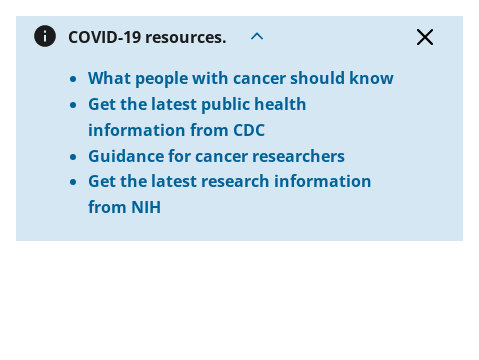 COVID-19 resources.
What people with cancer should know
Get the latest public health
information from CDC
Guidance for cancer researchers
Get the latest research information
from NIH